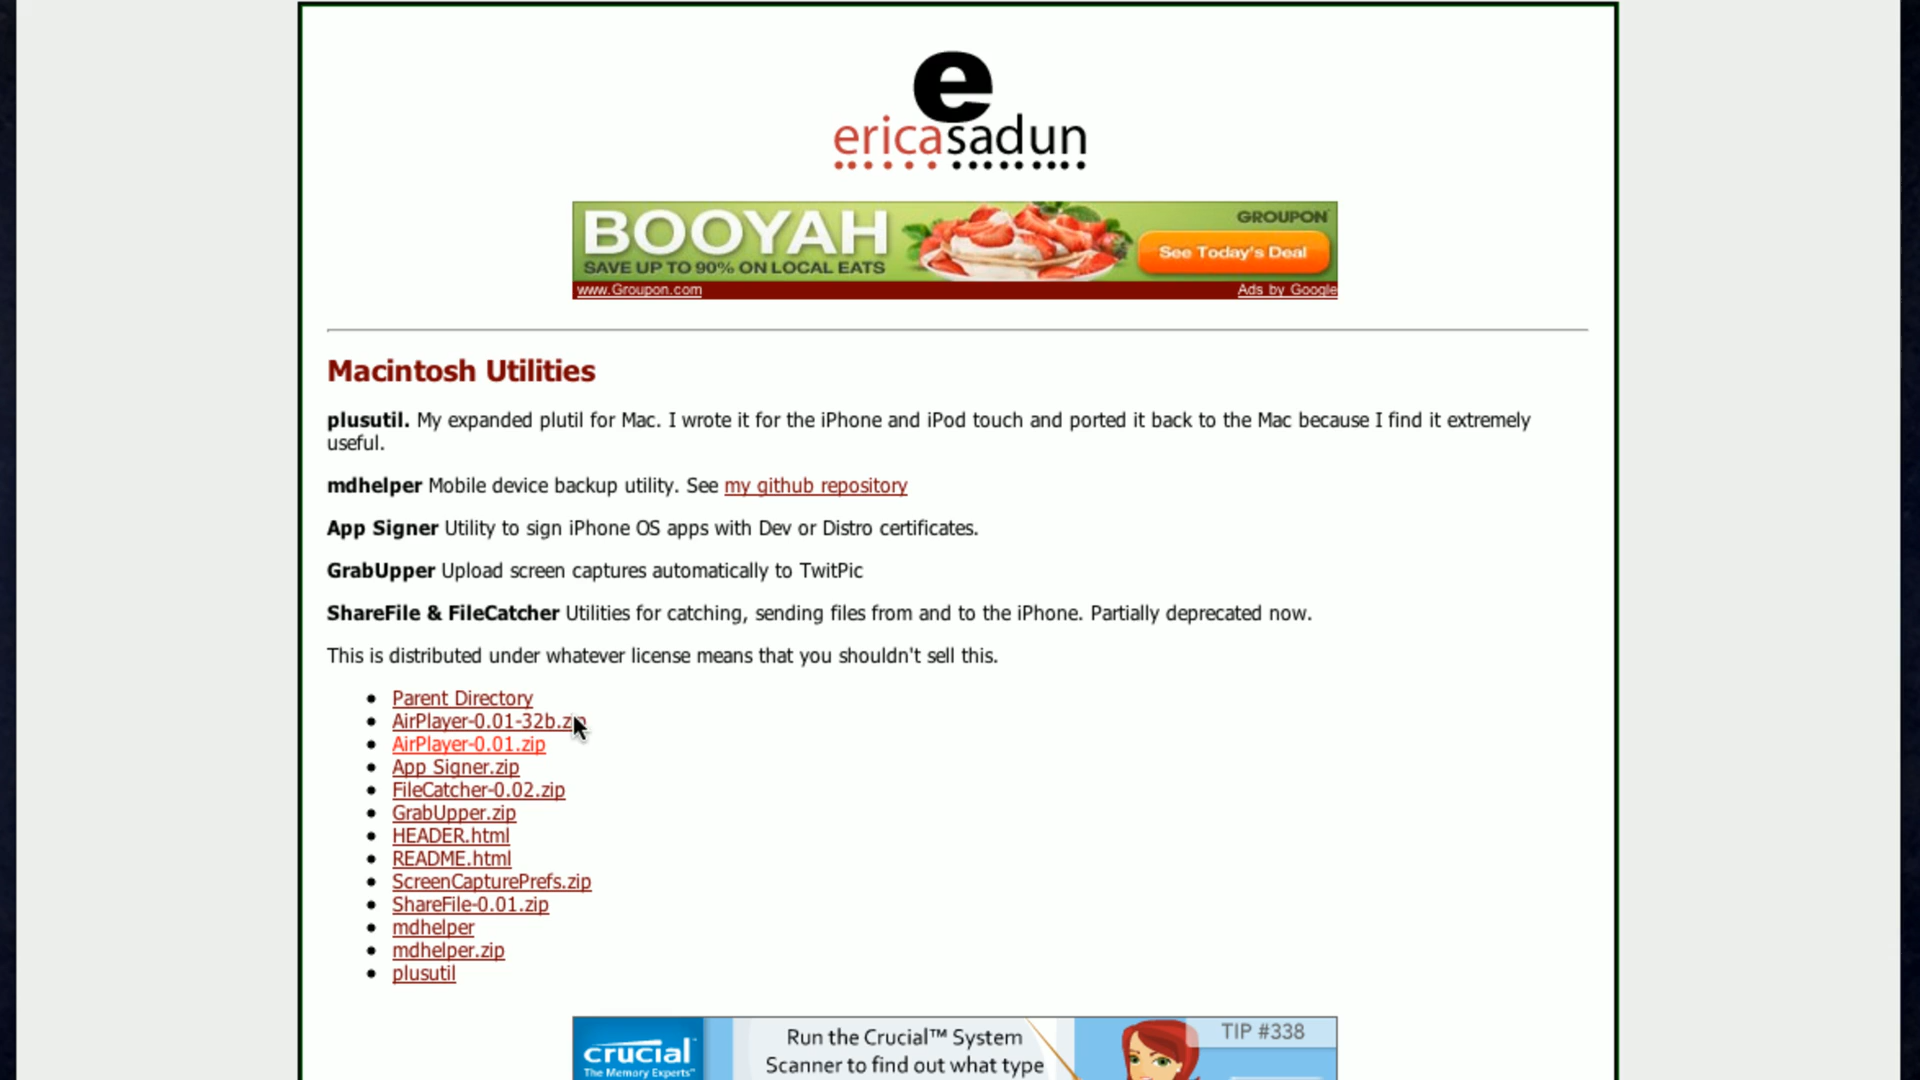 e
ericasadun
BOOYAH
SAVE UP TO 90% ON LOCAL EATS
GROUPON
See Today's Deal
www.Groupon.com
Ads by Google
Macintosh Utilities
plusutil. My expanded plutil for Mac. I wrote it for the iPhone and iPod touch and ported it back to the Mac because I find it extremely
useful.
mdhelper Mobile device backup utility. See my github repository
App Signer Utility to sign iPhone OS apps with Dev or Distro certificates.
GrabUpper Upload screen captures automatically to TwitPic
ShareFile & FileCatcher Utilities for catching, sending files from and to the iPhone. Partially deprecated now.
This is distributed under whatever license means that you shouldn't sell this.
Parent Directory
AirPlayer-0.01-32b.zip
AirPlayer-0.01.zip
App Signer.zip
FileCatcher-0.02.zip
GrabUpper.zip
HEADER.html
README.html
ScreenCapturePrefs.zip
ShareFile-0.01.zip
mdhelper
mdhelper.zip
plusutil
crucial
The Memory Experts™
Run the Crucial™ System
Scanner to find out what type
TIP #338